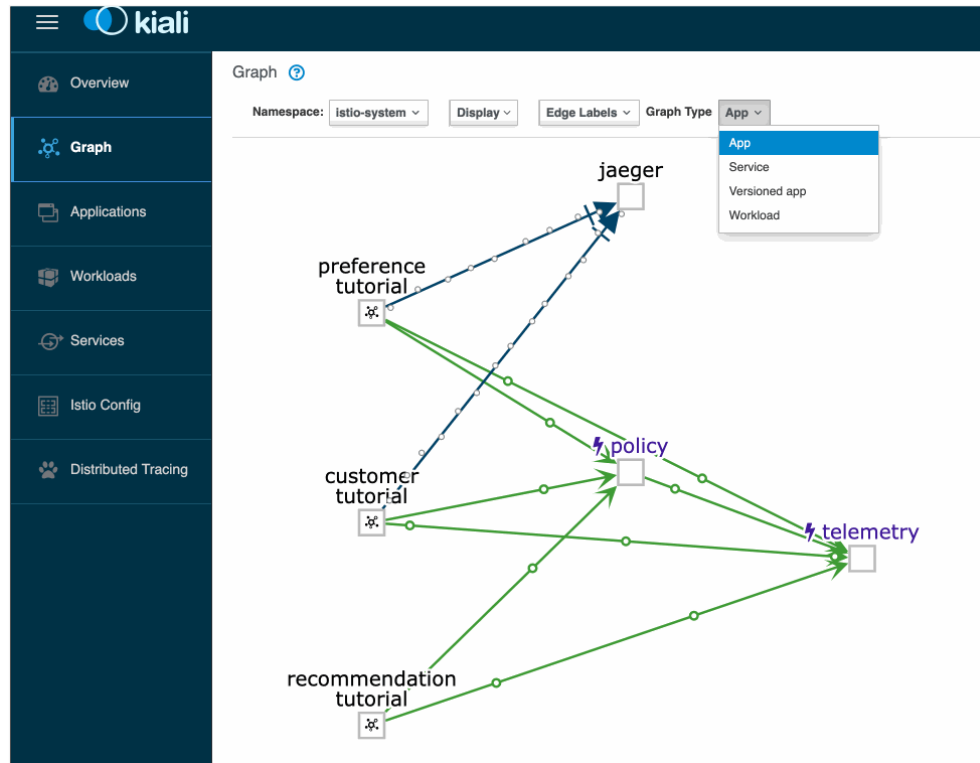 kiali
Overview
Graph
Applications
Workloads
Services
Istio Config
Distributed Tracing
Graph ?
Namespace: istio-system Display Edge Labels Graph Type App
App
Service
Versioned app
Workload
jaeger
preference
tutorial
policy
customer
tutorial
telemetry
recommendation
tutorial